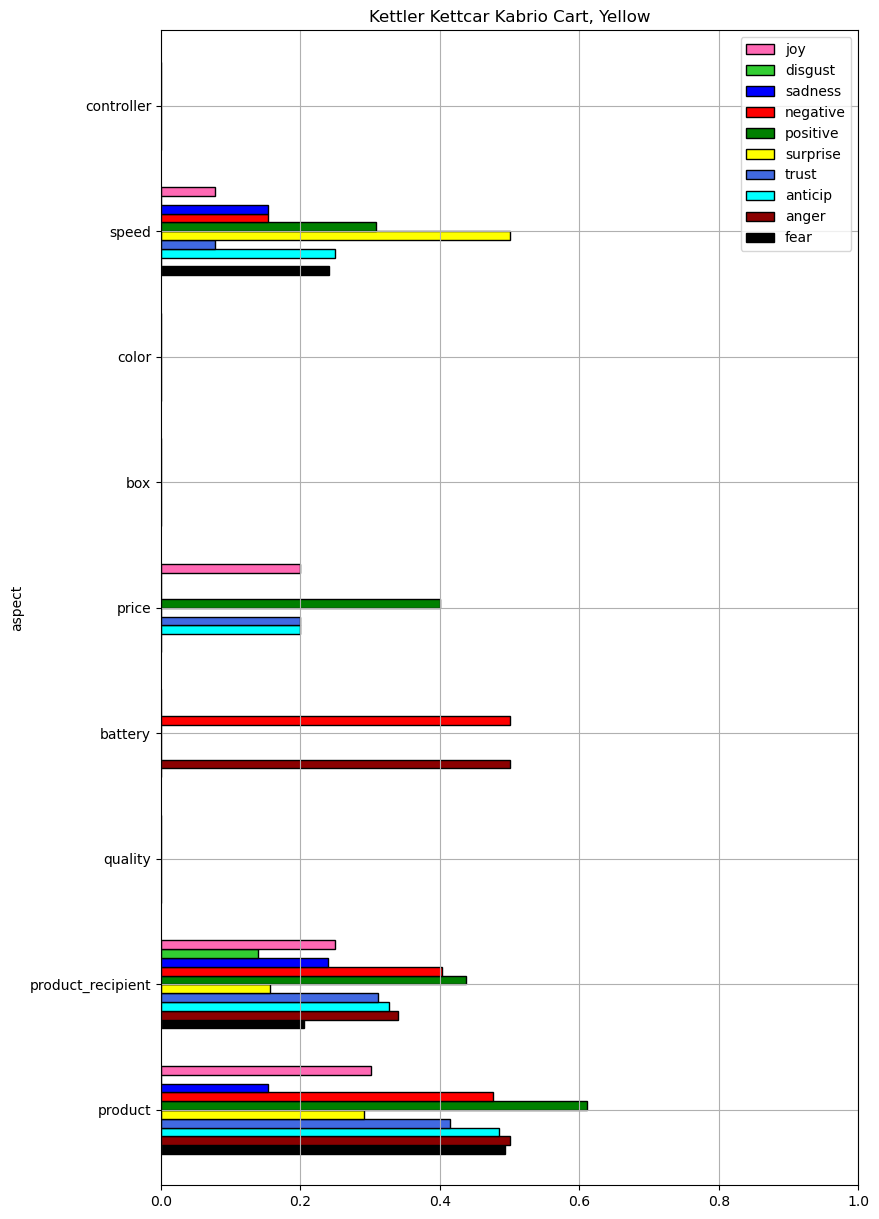 Kettler Kettcar Kabrio Cart, Yellow
joy
disgust
sadness
negative
positive
surprise
trust
anticip
anger
fear
controller
speed
color
box
price
battery
quality
product_recipient
product
aspect
0.0 0.2 0.4 0.6 0.8 1.0